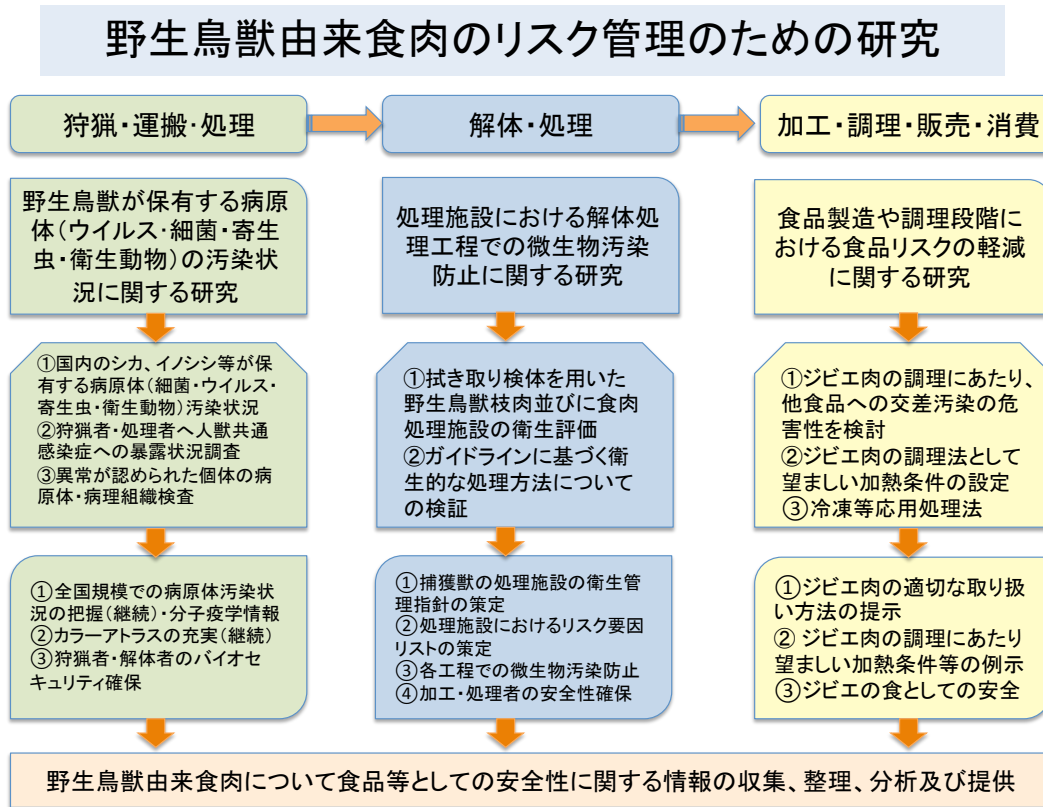 野生鳥獣由来食肉のリスク管理のための研究
狩猟・運搬・処理
解体・処理
加工・調理・販売・消費
野生鳥獣が保有する病原
体（ウイルス・細菌・寄生
虫・衛生動物）の汚染状
況に関する研究
処理施設における解体処
理工程での微生物汚染
防止に関する研究
食品製造や調理段階に
おける食品リスクの軽減
に関する研究
①国内のシカ、イノシシ等が保
有する病原体（細菌・ウイルス・
寄生虫・衛生動物）汚染状況
②狩猟者・処理者へ人獣共通
感染症への暴露状況調査
③異常が認められた個体の病
原体・病理組織検査
①拭き取り検体を用いた
野生鳥獣枝肉並びに食肉
処理施設の衛生評価
②ガイドラインに基づく衛
生的な処理方法について
の検証
①ジビエ肉の調理にあたり、
他食品への交差汚染の危
害性を検討
②ジビエ肉の調理法として
望ましい加熱条件の設定
③冷凍等応用処理法
①全国規模での病原体汚染状
況の把握（継続）・分子疫学情報
②カラーアトラスの充実（継続）
③狩猟者・解体者のバイオセ
キュリティ確保
①捕獲獣の処理施設の衛生管
理指針の策定
②処理施設におけるリスク要因
リストの策定
③各工程での微生物汚染防止
④加工・処理者の安全性確保
①ジビエ肉の適切な取り扱
い方法の提示
② ジビエ肉の調理にあたり
望ましい加熱条件等の例示
③ジビエの食としての安全
野生鳥獣由来食肉について食品等としての安全性に関する情報の収集、整理、分析及び提供